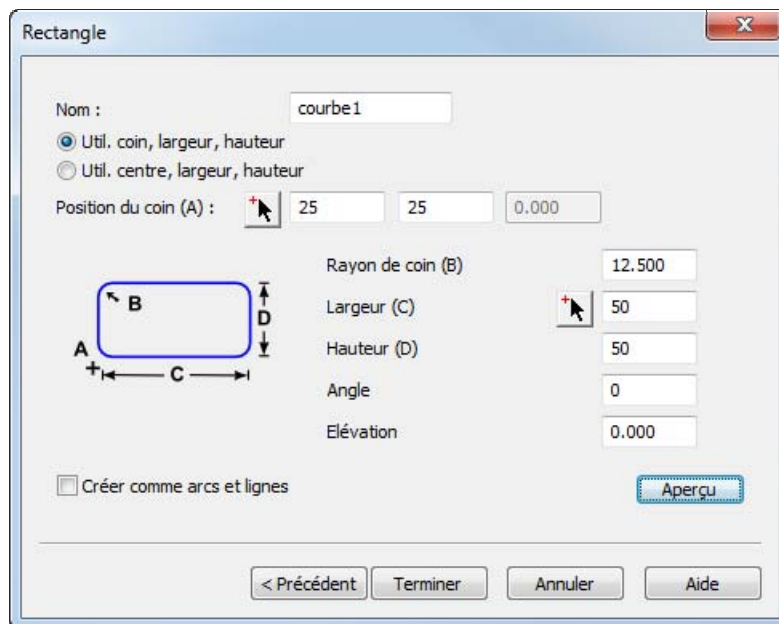 Rectangle
Nom : courbe1
Util. coin, largeur, hauteur
Util. centre, largeur, hauteur
Position du coin (A) : 25 25 0.000
B
D
A
C
Rayon de coin (B) 12.500
Largeur (C) 50
Hauteur (D) 50
Angle 0
Elévation 0.000
Créer comme arcs et lignes
Aperçu
< Précédent Terminer Annuler Aide